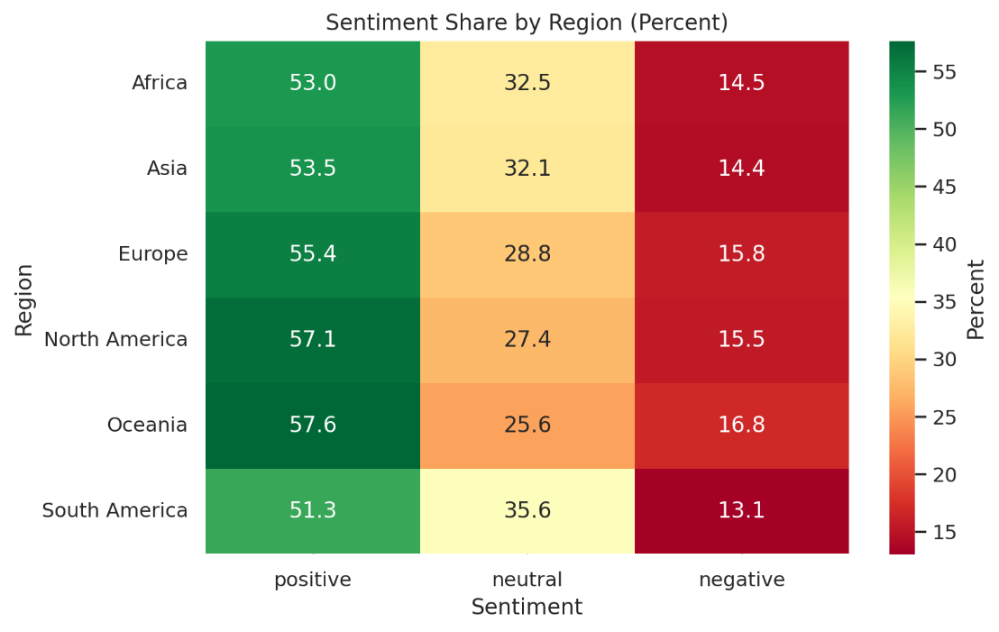 Sentiment Share by Region (Percent)
Africa 53.0 32.5 14.5
Asia 53.5 32.1 14.4
Europe 55.4 28.8 15.8
North America 57.1 27.4 15.5
Oceania 57.6 25.6 16.8
South America 51.3 35.6 13.1
positive neutral negative
Sentiment
Region
55
50
45
40
35
30
25
20
15
Percent